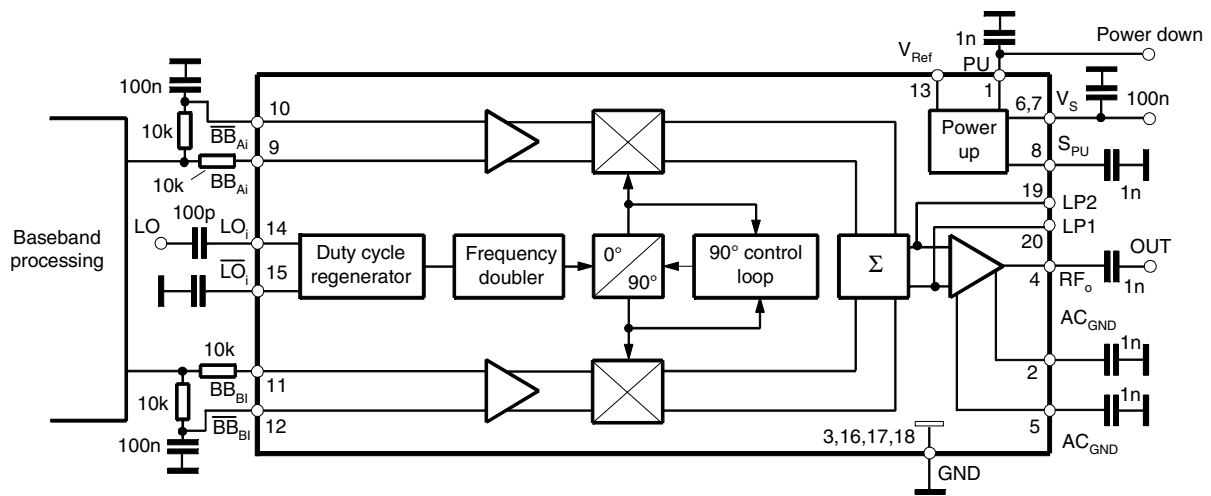 1n
Power down
V_Ref
PU
100n
13
1
6,7
V_S
100n
10
10k
B̅B̅_Ai
Power
up
9
8
S_PU
10k
BB_Ai
1n
19
LP2
LO
100p
LO_i
14
LP1
Baseband
processing
Duty cycle
regenerator
Frequency
doubler
0°
90°
90° control
loop
Σ
20
OUT
L̅O̅_i
15
4
RF_o
1n
AC_GND
10k
1n
BB_BI
11
2
10k
1n
B̅B̅_BI
12
100n
3,16,17,18
5
AC_GND
GND